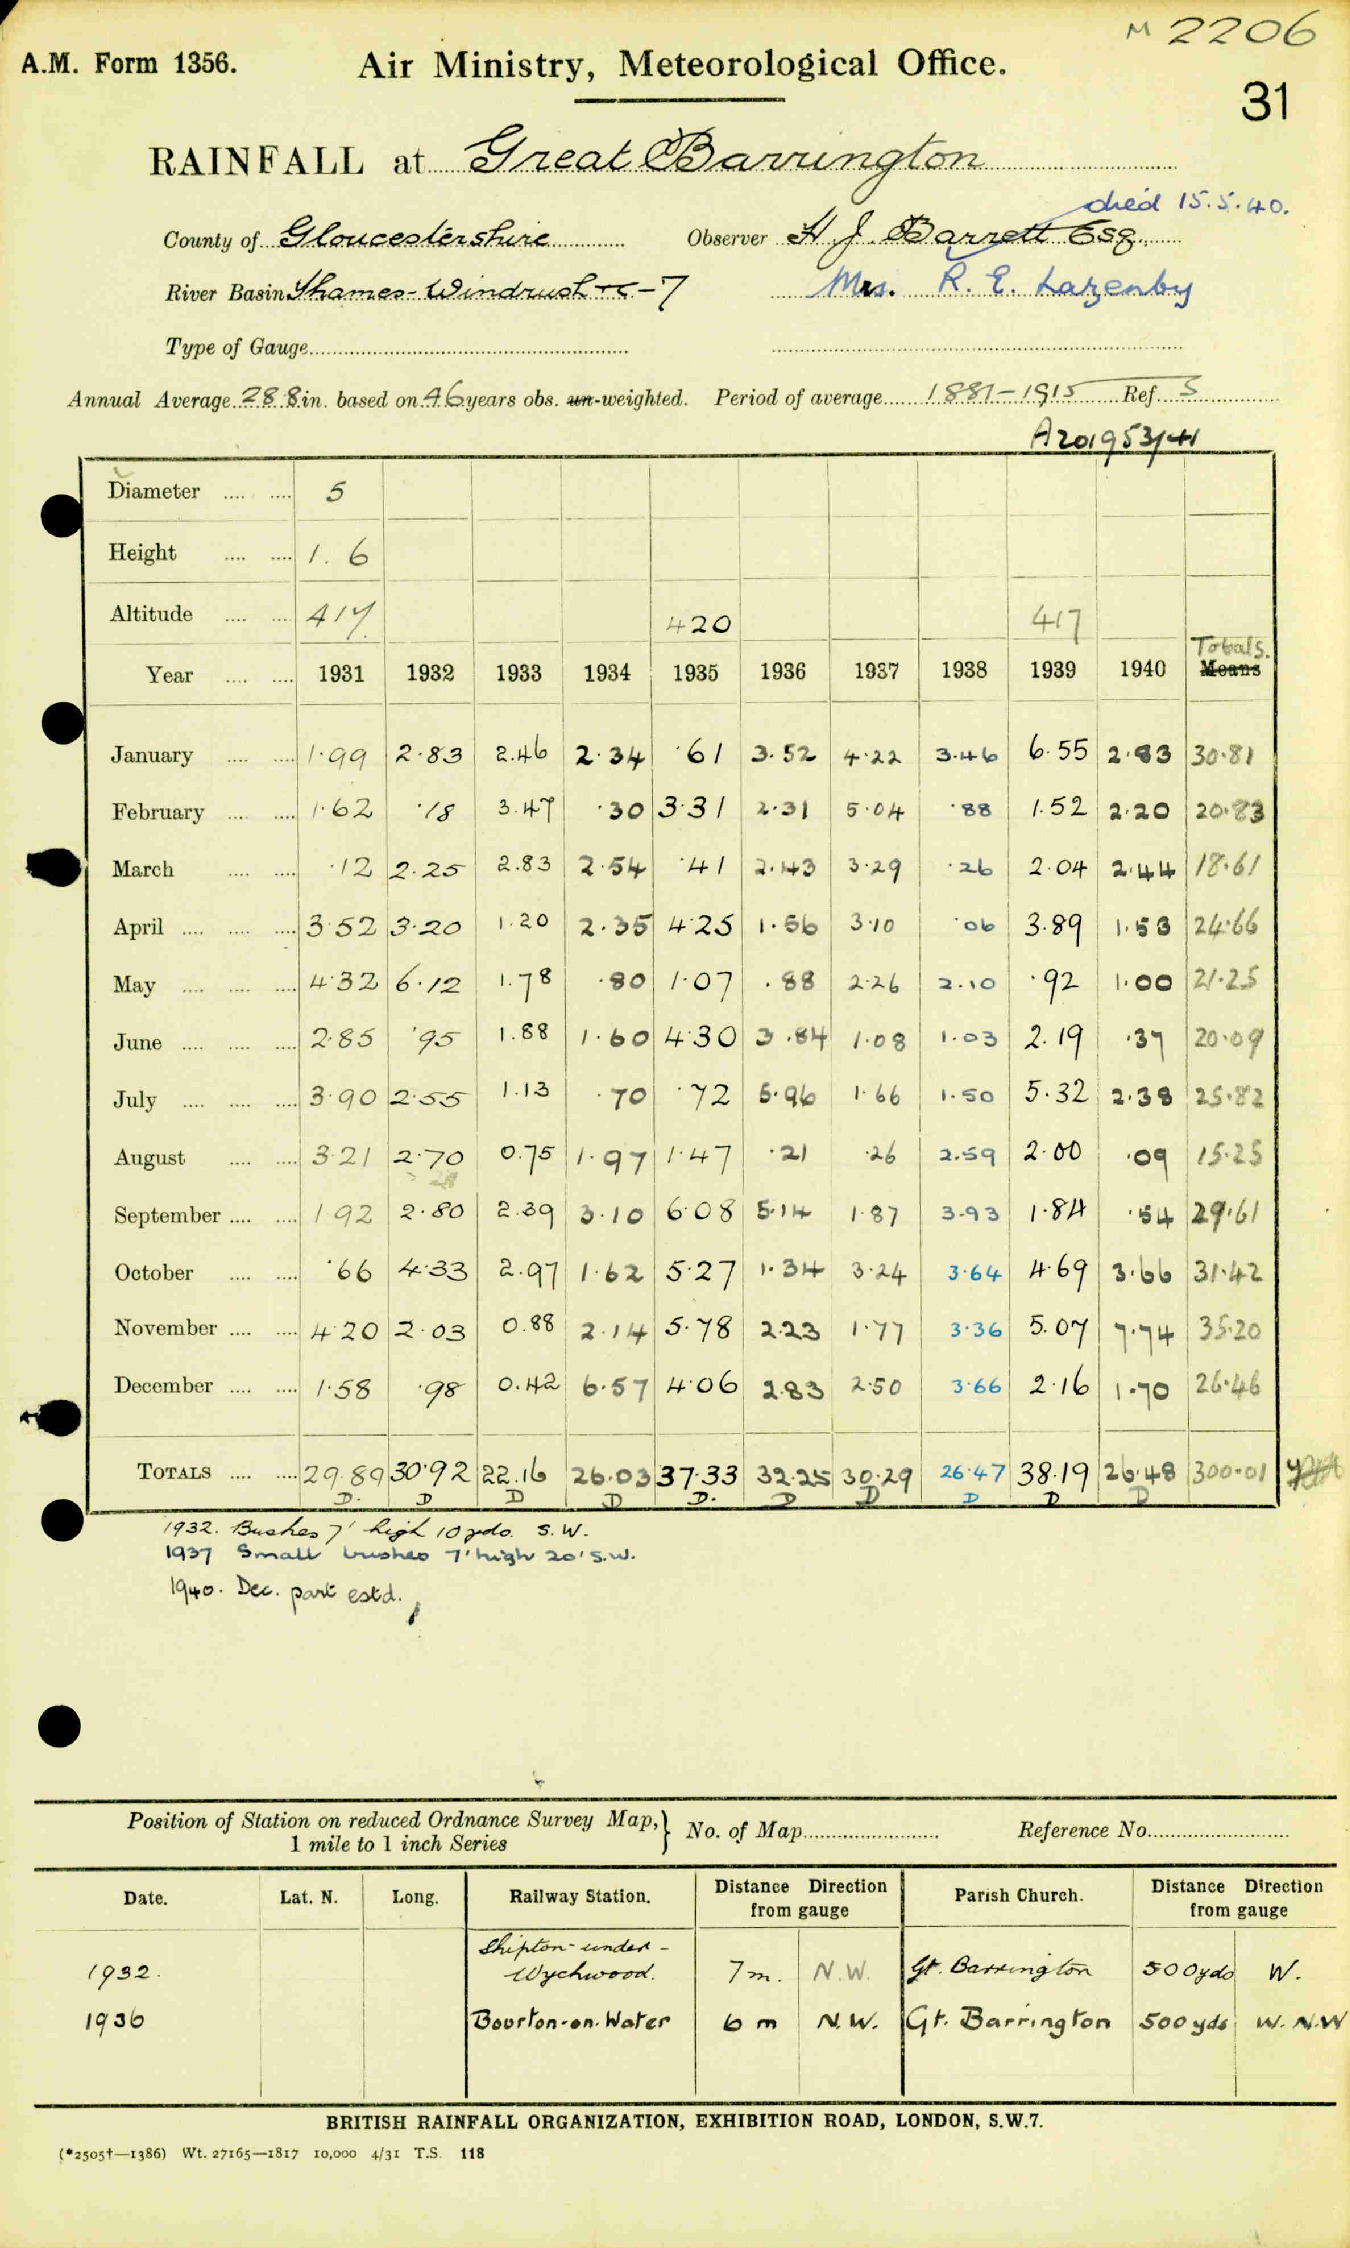 M 2206
A.M. Form 1356. Air Ministry, Meteorological Office.
31
RAINFALL at Great Barrington
died 15.5.40.
County of Gloucestershire Observer H. J. Barrett Esq.
River Basin Thames-Windrush + c - 7 Mrs. R. E. Lazenby
Type of Gauge
Annual Average 28.8 in. based on 46 years obs. un-weighted. Period of average 1881-1915 Ref. S
A201953/41
Diameter 5
Height 1. 6
Altitude 417 420 417
Totals.
Year 1931 1932 1933 1934 1935 1936 1937 1938 1939 1940 Means
January 1.99 2.83 2.46 2.34 .61 3.52 4.22 3.46 6.55 2.83 30.81
February 1.62 .18 3.47 .30 3.31 2.31 5.04 .88 1.52 2.20 20.83
March .12 2.25 2.83 2.54 .41 2.43 3.29 .26 2.04 2.44 18.61
April 3.52 3.20 1.20 2.35 4.25 1.56 3.10 .06 3.89 1.53 24.66
May 4.32 6.12 1.78 .80 1.07 .88 2.26 2.10 .92 1.00 21.25
June 2.85 .95 1.88 1.60 4.30 3.84 1.08 1.03 2.19 .37 20.09
July 3.90 2.55 1.13 .70 .72 5.96 1.66 1.50 5.32 2.38 25.82
August 3.21 2.70 0.75 1.97 1.47 .21 .26 2.59 2.00 .09 15.25
September 1.92 2.80 2.39 3.10 6.08 5.14 1.87 3.93 1.84 .54 29.61
October .66 4.33 2.97 1.62 5.27 1.34 3.24 3.64 4.69 3.66 31.42
November 4.20 2.03 0.88 2.14 5.78 2.23 1.77 3.36 5.07 7.74 35.20
December 1.58 .98 0.42 6.57 4.06 2.83 2.50 3.66 2.16 1.70 26.46
TOTALS 29.89 30.92 22.16 26.03 37.33 32.25 30.29 26.47 38.19 26.48 300.01
D. D D D D. D D D D D
1932. Bushes 7' high 10 yds. S.W.
1937 Small bushes 7' high 20' S.W.
1940. Dec. part estd.
Position of Station on reduced Ordnance Survey Map, 1 mile to 1 inch Series } No. of Map Reference No.
Date. Lat. N. Long. Railway Station. Distance Direction from gauge Parish Church. Distance Direction from gauge
1932. Shipton-under-Wychwood. 7m. N.W. Gt. Barrington 500yds W.
1936 Bourton-on-Water 6 m N.W. Gt. Barrington 500 yds W.N.W
BRITISH RAINFALL ORGANIZATION, EXHIBITION ROAD, LONDON, S.W.7.
(*2505†—1386) Wt. 27165—1817 10,000 4/31 T.S. 118